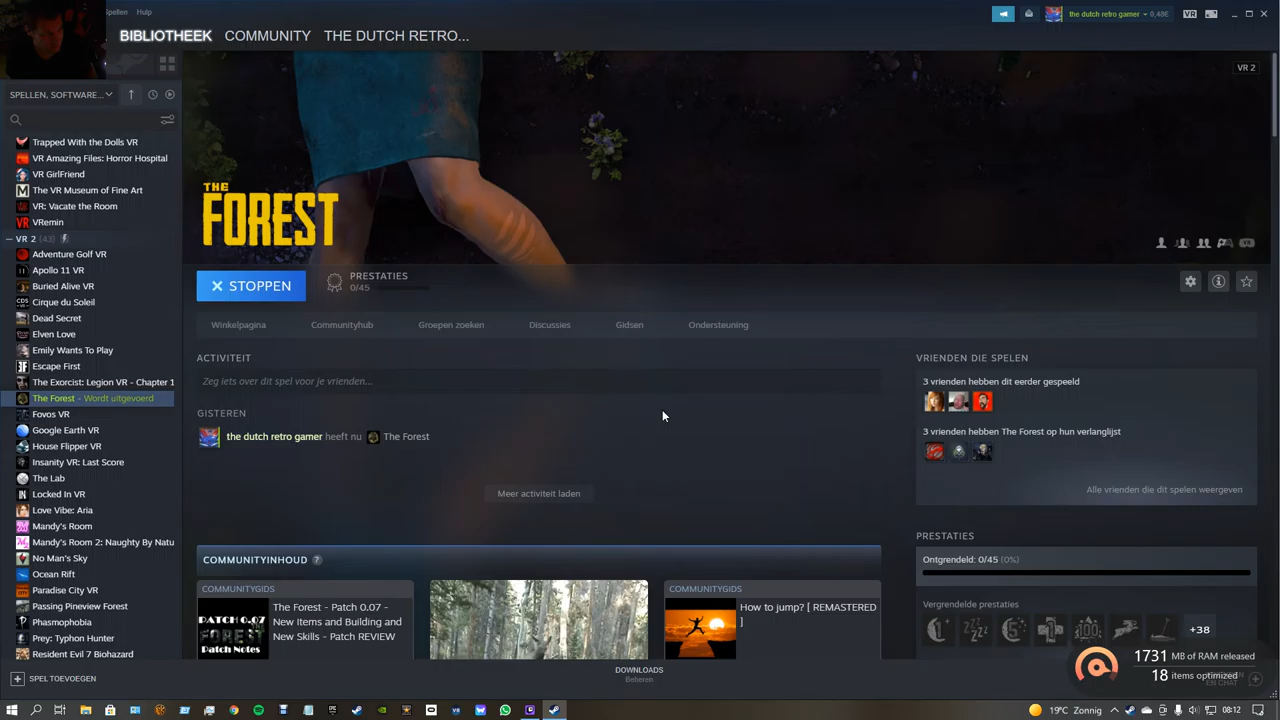 Spellen Hulp
the dutch retro gamer 0,48€
VR
BIBLIOTHEEK COMMUNITY THE DUTCH RETRO...
VR 2
SPELLEN, SOFTWARE...
Trapped With the Dolls VR
VR Amazing Files: Horror Hospital
VR GirlFriend
The VR Museum of Fine Art
VR: Vacate the Room
VRemin
VR 2 (43)
Adventure Golf VR
Apollo 11 VR
Buried Alive VR
Cirque du Soleil
Dead Secret
Elven Love
Emily Wants To Play
Escape First
The Exorcist: Legion VR - Chapter 1
The Forest - Wordt uitgevoerd
Fovos VR
Google Earth VR
House Flipper VR
Insanity VR: Last Score
The Lab
Locked In VR
Love Vibe: Aria
Mandy's Room
Mandy's Room 2: Naughty By Natu
No Man's Sky
Ocean Rift
Paradise City VR
Passing Pineview Forest
Phasmophobia
Prey: Typhon Hunter
Resident Evil 7 Biohazard
SPEL TOEVOEGEN
THE
FOREST
STOPPEN
PRESTATIES
0/45
Winkelpagina Communityhub Groepen zoeken Discussies Gidsen Ondersteuning
ACTIVITEIT
Zeg iets over dit spel voor je vrienden...
GISTEREN
the dutch retro gamer heeft nu The Forest
Meer activiteit laden
COMMUNITYINHOUD ?
COMMUNITYGIDS
PATCH 0.07
FOREST
Patch Notes
The Forest - Patch 0.07 -
New Items and Building and
New Skills - Patch REVIEW
COMMUNITYGIDS
How to jump? [ REMASTERED
]
VRIENDEN DIE SPELEN
3 vrienden hebben dit eerder gespeeld
3 vrienden hebben The Forest op hun verlanglijst
Alle vrienden die dit spelen weergeven
PRESTATIES
Ontgrendeld: 0/45 (0%)
Vergrendelde prestaties
+38
1731 MB of RAM released
18 items optimized
EN CHAT
DOWNLOADS
Beheren
19°C Zonnig
08:12